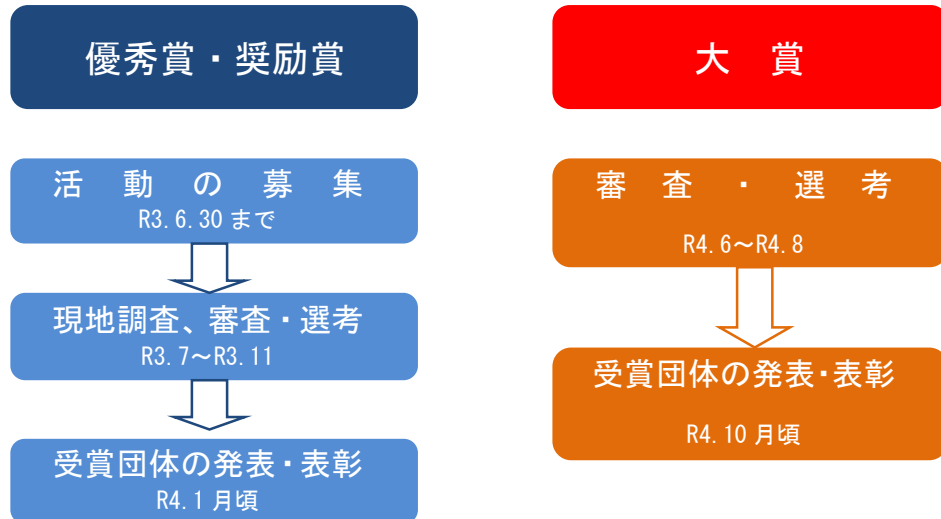 優秀賞・奨励賞
活動の募集
R3.6.30まで
現地調査、審査・選考
R3.7～R3.11
受賞団体の発表・表彰
R4.1月頃
大賞
審査・選考
R4.6～R4.8
受賞団体の発表・表彰
R4.10月頃